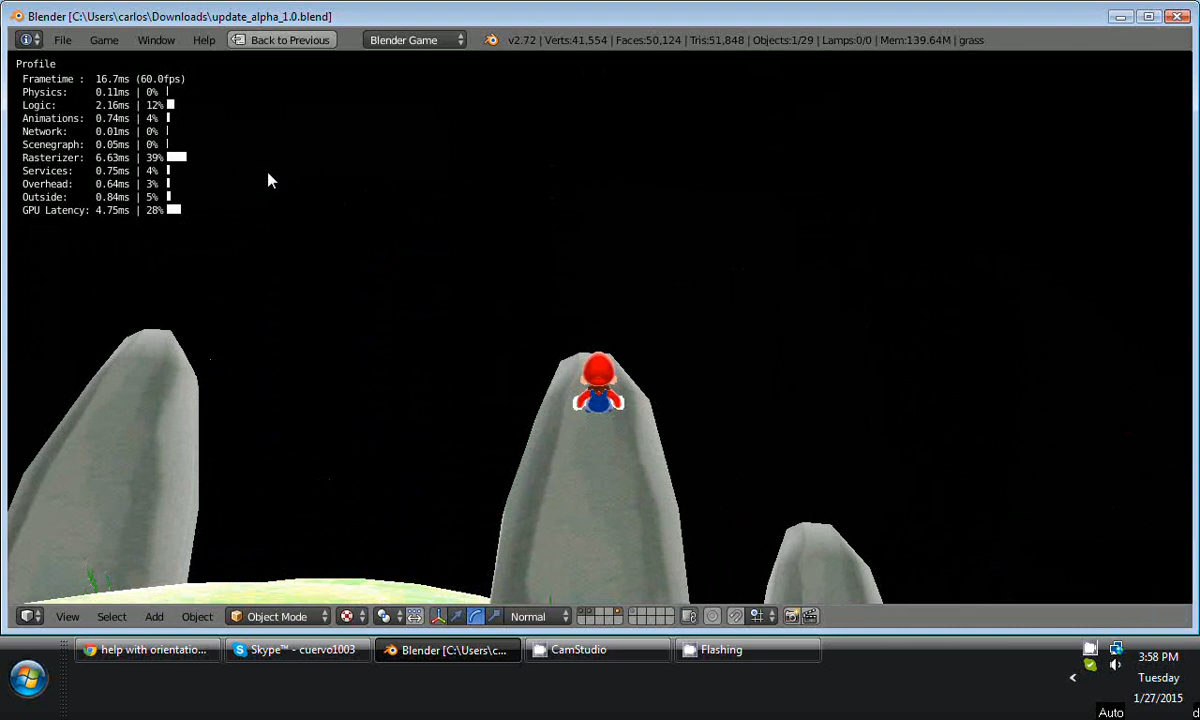 Blender [C:\Users\carlos\Downloads\update_alpha_1.0.blend]
File Game Window Help Back to Previous Blender Game v2.72 | Verts:41,554 | Faces:50,124 | Tris:51,848 | Objects:1/29 | Lamps:0/0 | Mem:139.64M | grass
Profile
Frametime : 16.7ms (60.0fps)
Physics: 0.11ms | 0%
Logic: 2.16ms | 12%
Animations: 0.74ms | 4%
Network: 0.01ms | 0%
Scenegraph: 0.05ms | 0%
Rasterizer: 6.63ms | 39%
Services: 0.75ms | 4%
Overhead: 0.64ms | 3%
Outside: 0.84ms | 5%
GPU Latency: 4.75ms | 28%
View Select Add Object Object Mode Normal
help with orientatio... Skype™ - cuervo1003 Blender [C:\Users\c... CamStudio Flashing
3:58 PM
Tuesday
1/27/2015
Auto d